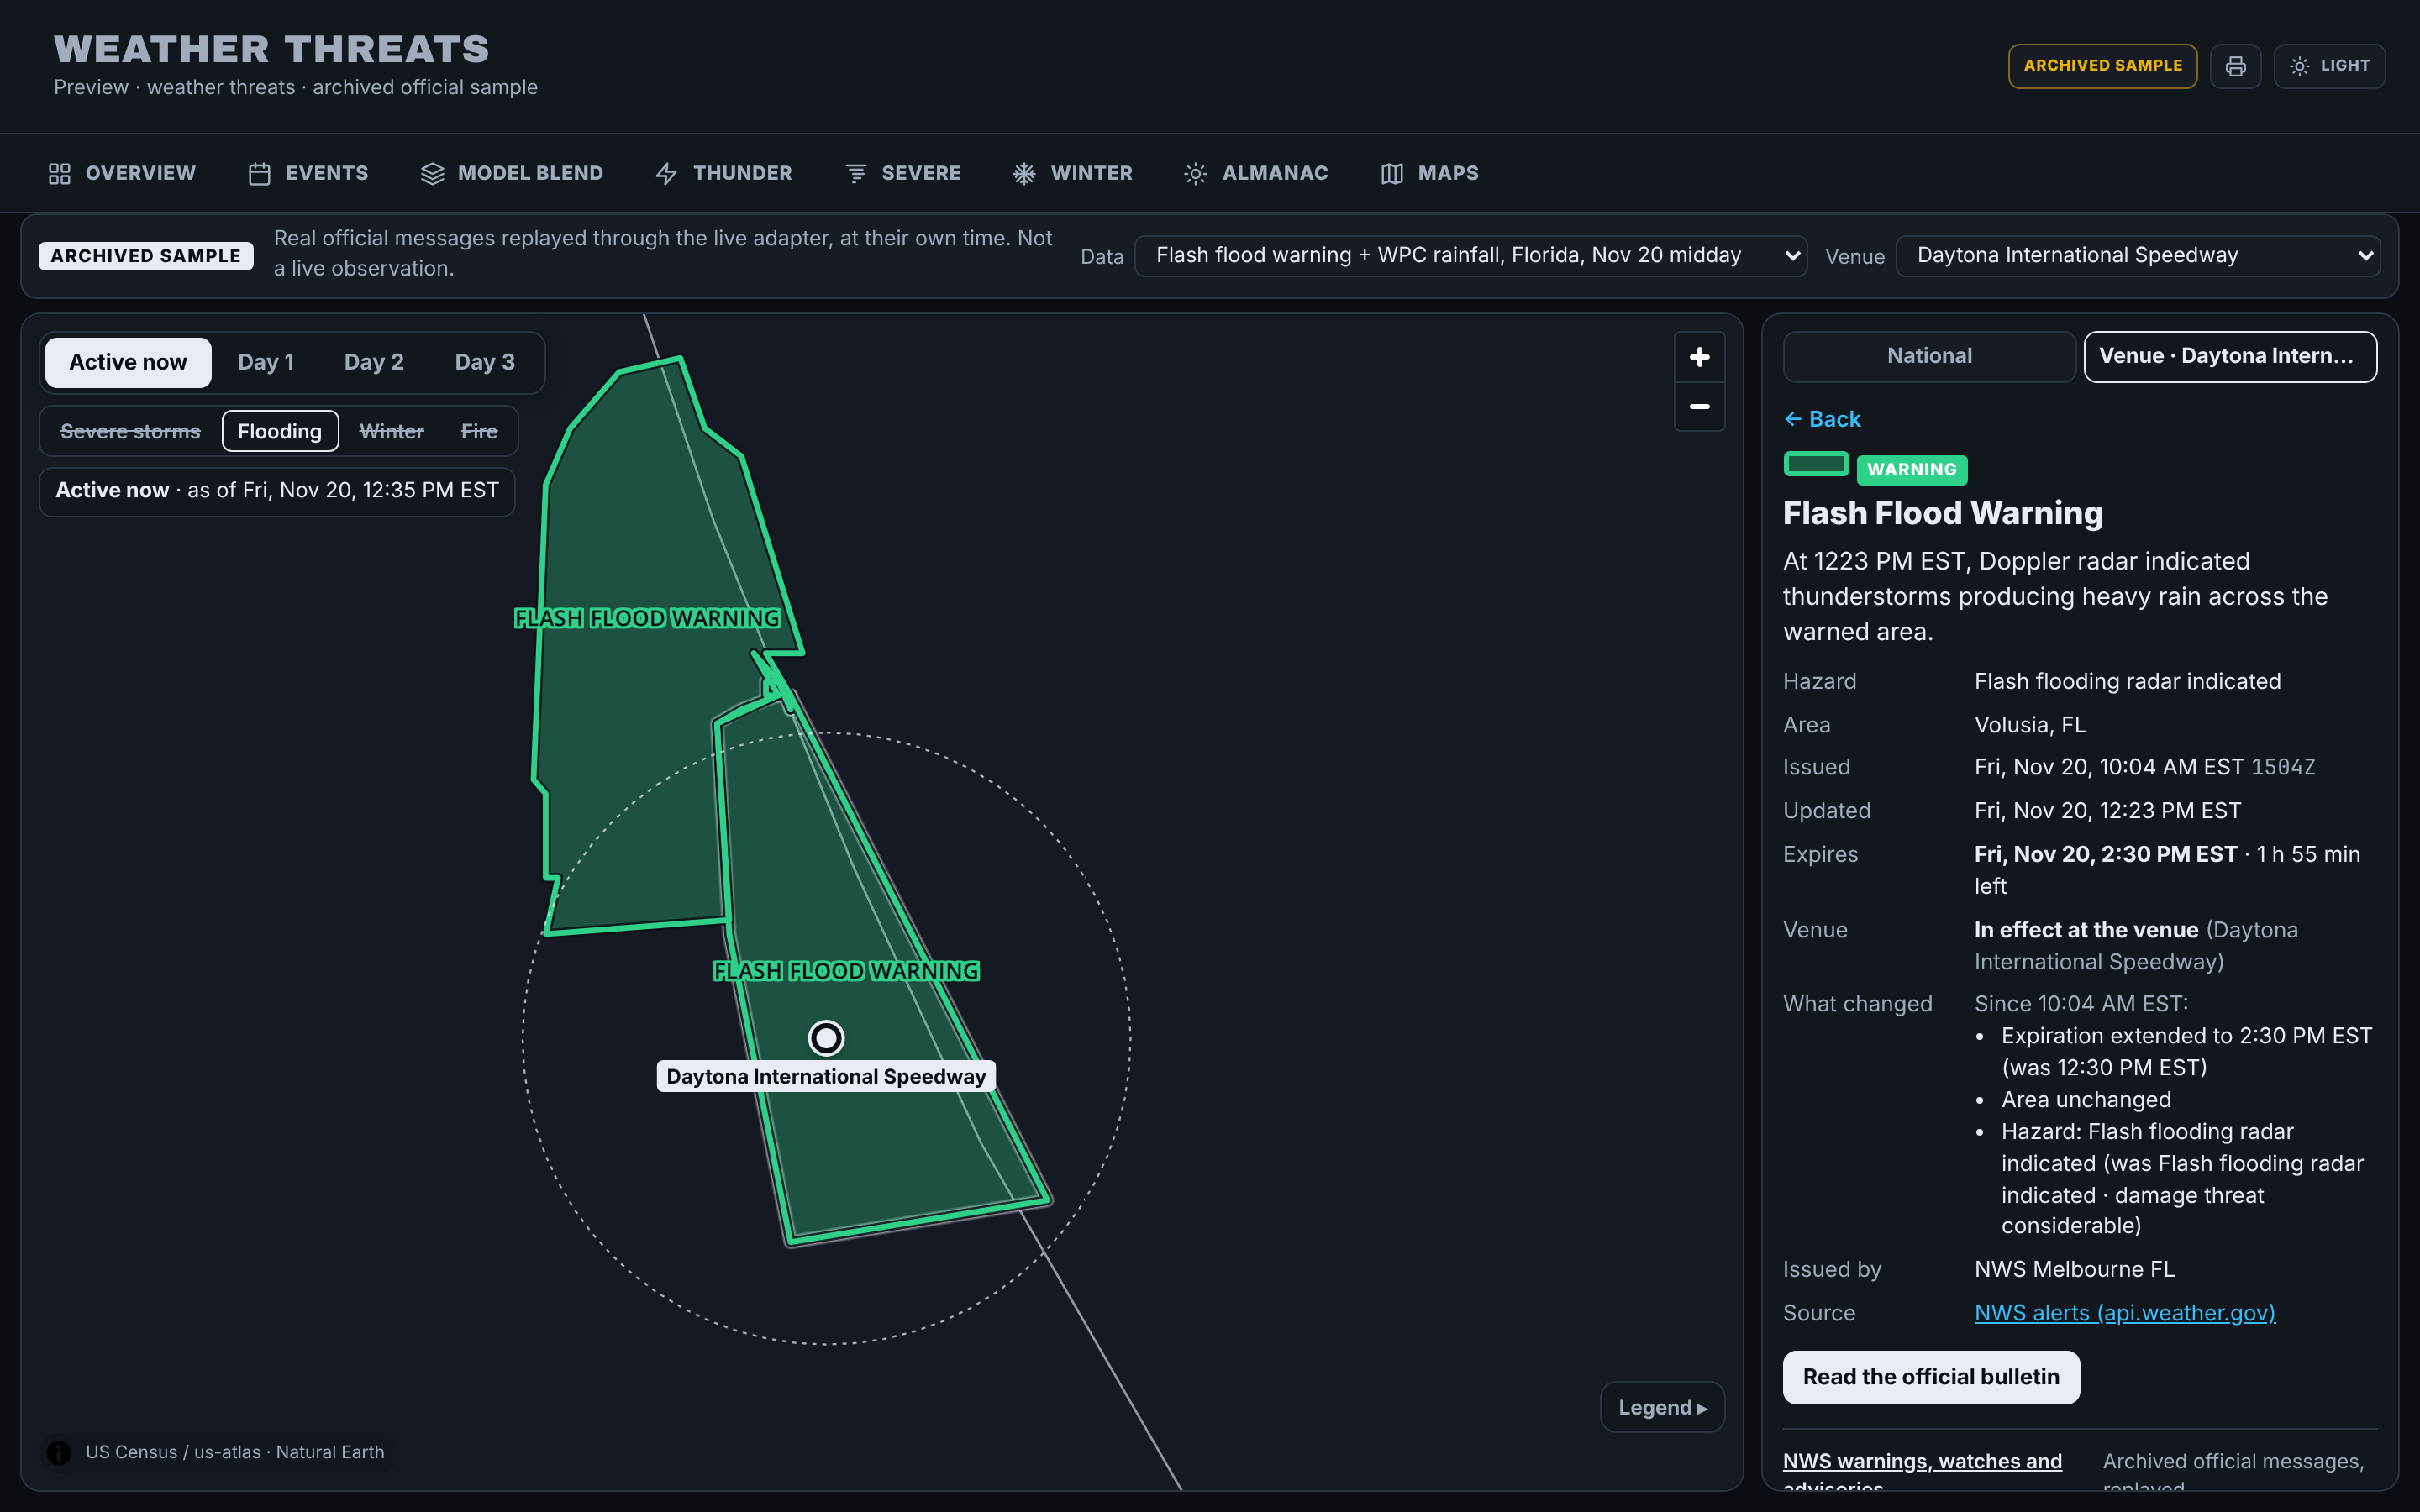 WEATHER THREATS
Preview · weather threats · archived official sample
ARCHIVED SAMPLE
LIGHT
OVERVIEW
EVENTS
MODEL BLEND
THUNDER
SEVERE
WINTER
ALMANAC
MAPS
ARCHIVED SAMPLE
Real official messages replayed through the live adapter, at their own time. Not
a live observation.
Data
Flash flood warning + WPC rainfall, Florida, Nov 20 midday
Venue
Daytona International Speedway
Active now
Day 1
Day 2
Day 3
Severe storms
Flooding
Winter
Fire
Active now · as of Fri, Nov 20, 12:35 PM EST
+
−
FLASH FLOOD WARNING
FLASH FLOOD WARNING
Daytona International Speedway
Legend ▸
US Census / us-atlas · Natural Earth
National
Venue · Daytona Intern...
← Back
WARNING
Flash Flood Warning
At 1223 PM EST, Doppler radar indicated
thunderstorms producing heavy rain across the
warned area.
Hazard
Flash flooding radar indicated
Area
Volusia, FL
Issued
Fri, Nov 20, 10:04 AM EST 1504Z
Updated
Fri, Nov 20, 12:23 PM EST
Expires
Fri, Nov 20, 2:30 PM EST · 1 h 55 min
left
Venue
In effect at the venue (Daytona
International Speedway)
What changed
Since 10:04 AM EST:
• Expiration extended to 2:30 PM EST
(was 12:30 PM EST)
• Area unchanged
• Hazard: Flash flooding radar
indicated (was Flash flooding radar
indicated · damage threat
considerable)
Issued by
NWS Melbourne FL
Source
NWS alerts (api.weather.gov)
Read the official bulletin
NWS warnings, watches and
advisories
Archived official messages,
replayed